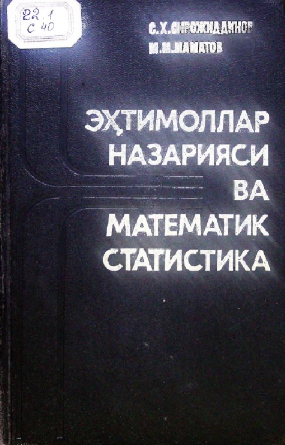 22.1
С 40
С.Х.СИРОЖИДДИНОВ
М.М.МАМАТОВ
ЭҲТИМОЛЛАР
НАЗАРИЯСИ
ВА
МАТЕМАТИК
СТАТИСТИКА